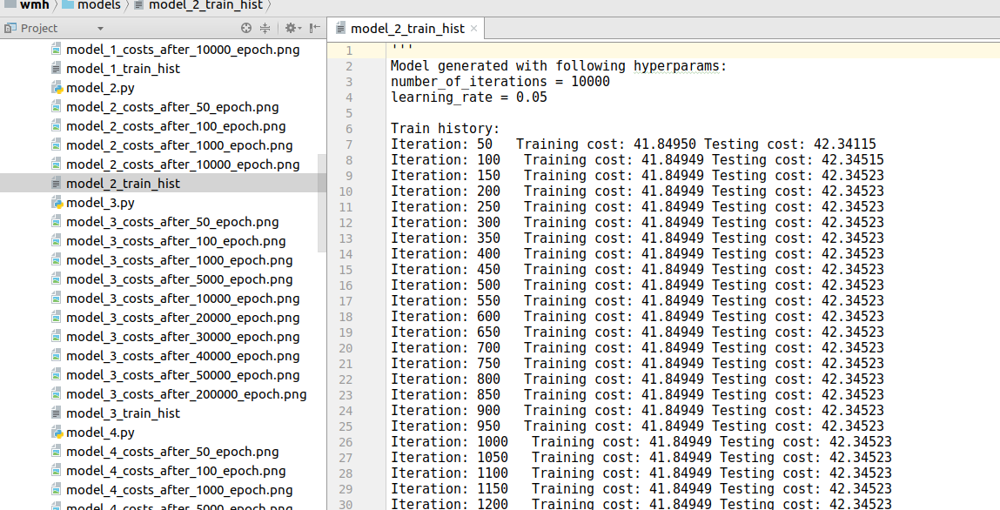 wmh models model_2_train_hist
Project
model_1_costs_after_10000_epoch.png
model_1_train_hist
model_2.py
model_2_costs_after_50_epoch.png
model_2_costs_after_100_epoch.png
model_2_costs_after_1000_epoch.png
model_2_costs_after_10000_epoch.png
model_2_train_hist
model_3.py
model_3_costs_after_50_epoch.png
model_3_costs_after_100_epoch.png
model_3_costs_after_1000_epoch.png
model_3_costs_after_5000_epoch.png
model_3_costs_after_10000_epoch.png
model_3_costs_after_20000_epoch.png
model_3_costs_after_30000_epoch.png
model_3_costs_after_40000_epoch.png
model_3_costs_after_50000_epoch.png
model_3_costs_after_200000_epoch.png
model_3_train_hist
model_4.py
model_4_costs_after_50_epoch.png
model_4_costs_after_100_epoch.png
model_4_costs_after_1000_epoch.png
model_4_costs_after_5000_epoch.png
model_2_train_hist
1 '''
2 Model generated with following hyperparams:
3 number_of_iterations = 10000
4 learning_rate = 0.05
5
6 Train history:
7 Iteration: 50 Training cost: 41.84950 Testing cost: 42.34115
8 Iteration: 100 Training cost: 41.84949 Testing cost: 42.34515
9 Iteration: 150 Training cost: 41.84949 Testing cost: 42.34523
10 Iteration: 200 Training cost: 41.84949 Testing cost: 42.34523
11 Iteration: 250 Training cost: 41.84949 Testing cost: 42.34523
12 Iteration: 300 Training cost: 41.84949 Testing cost: 42.34523
13 Iteration: 350 Training cost: 41.84949 Testing cost: 42.34523
14 Iteration: 400 Training cost: 41.84949 Testing cost: 42.34523
15 Iteration: 450 Training cost: 41.84949 Testing cost: 42.34523
16 Iteration: 500 Training cost: 41.84949 Testing cost: 42.34523
17 Iteration: 550 Training cost: 41.84949 Testing cost: 42.34523
18 Iteration: 600 Training cost: 41.84949 Testing cost: 42.34523
19 Iteration: 650 Training cost: 41.84949 Testing cost: 42.34523
20 Iteration: 700 Training cost: 41.84949 Testing cost: 42.34523
21 Iteration: 750 Training cost: 41.84949 Testing cost: 42.34523
22 Iteration: 800 Training cost: 41.84949 Testing cost: 42.34523
23 Iteration: 850 Training cost: 41.84949 Testing cost: 42.34523
24 Iteration: 900 Training cost: 41.84949 Testing cost: 42.34523
25 Iteration: 950 Training cost: 41.84949 Testing cost: 42.34523
26 Iteration: 1000 Training cost: 41.84949 Testing cost: 42.34523
27 Iteration: 1050 Training cost: 41.84949 Testing cost: 42.34523
28 Iteration: 1100 Training cost: 41.84949 Testing cost: 42.34523
29 Iteration: 1150 Training cost: 41.84949 Testing cost: 42.34523
30 Iteration: 1200 Training cost: 41.84949 Testing cost: 42.34523